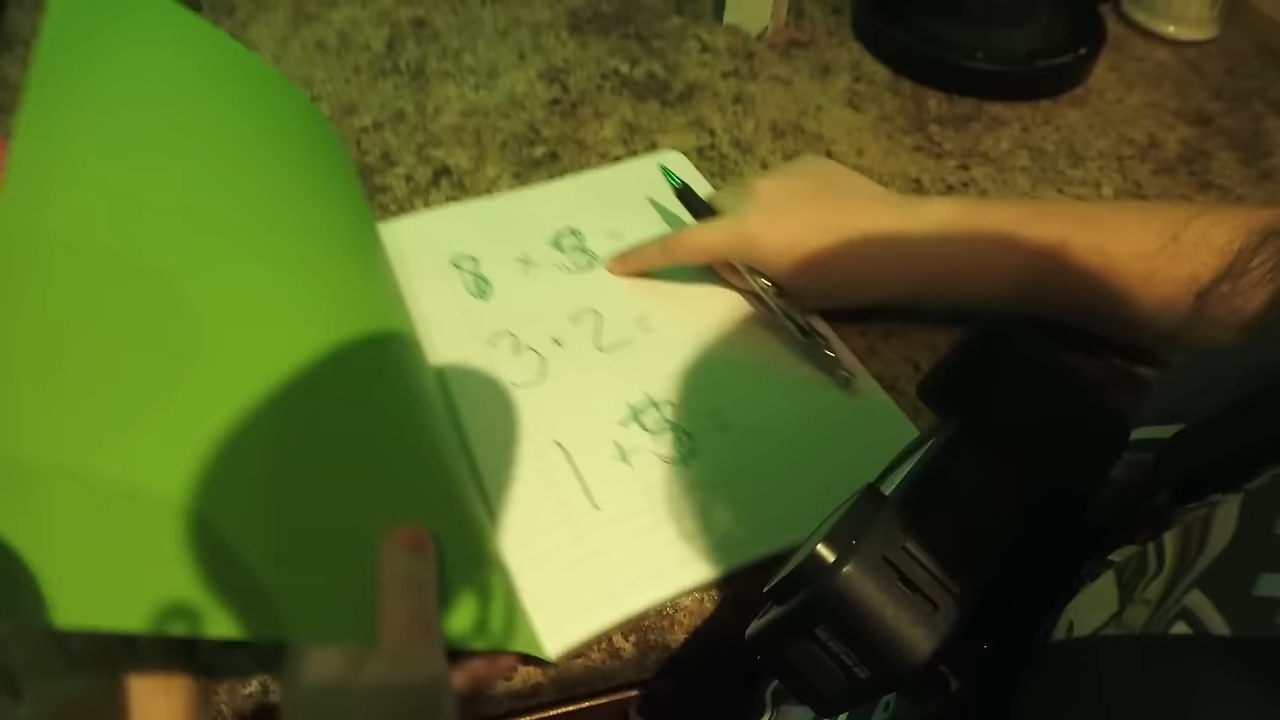 8 + 8 =
3 + 2 =
1 + 8 =